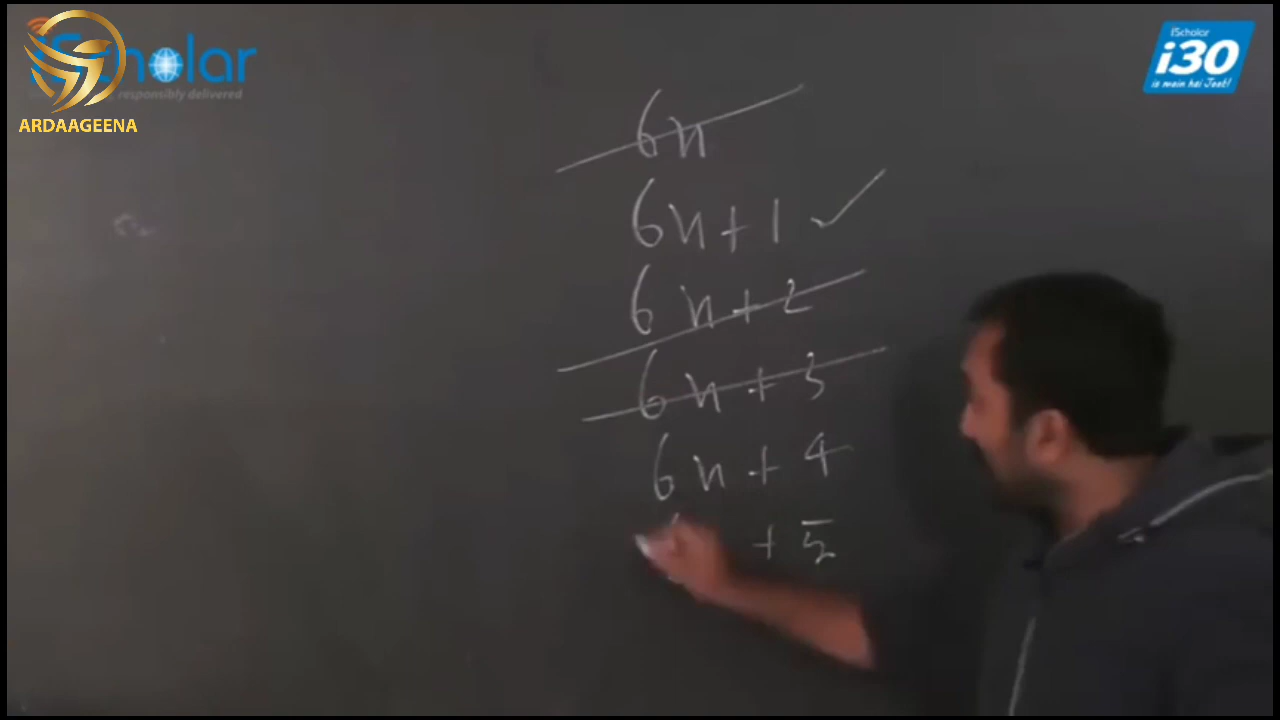 iScholar
i30
is main hai Jeet!
responsibly delivered
ARDAAGEENA
6n
6n+1 ✓
6n+2
6n+3
6n+4
+5